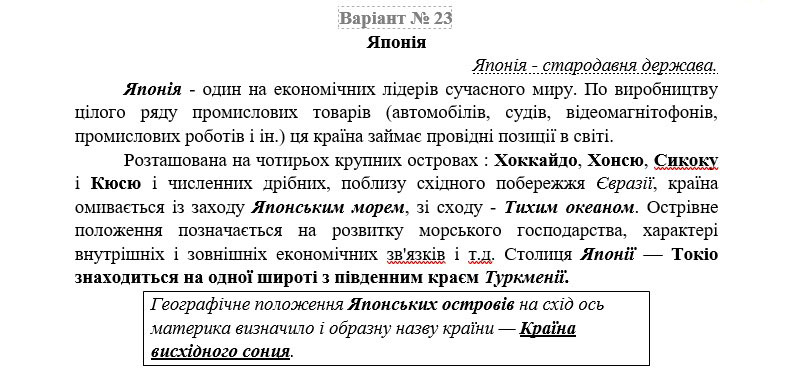 Варіант № 23
Японія
Японія - стародавня держава.
Японія - один на економічних лідерів сучасного миру. По виробництву
цілого ряду промислових товарів (автомобілів, судів, відеомагнітофонів,
промислових роботів і ін.) ця країна займає провідні позиції в світі.
Розташована на чотирьох крупних островах : Хоккайдо, Хонсю, Сикоку
і Кюсю і численних дрібних, поблизу східного побережжя Євразії, країна
омивається із заходу Японським морем, зі сходу - Тихим океаном. Острівне
положення позначається на розвитку морського господарства, характері
внутрішніх і зовнішніх економічних зв'язків і т.д. Столиця Японії — Токіо
знаходиться на одної широті з південним краєм Туркменії.
Географічне положення Японських островів на схід ось
материка визначило і образну назву країни — Країна
висхідного сонця.